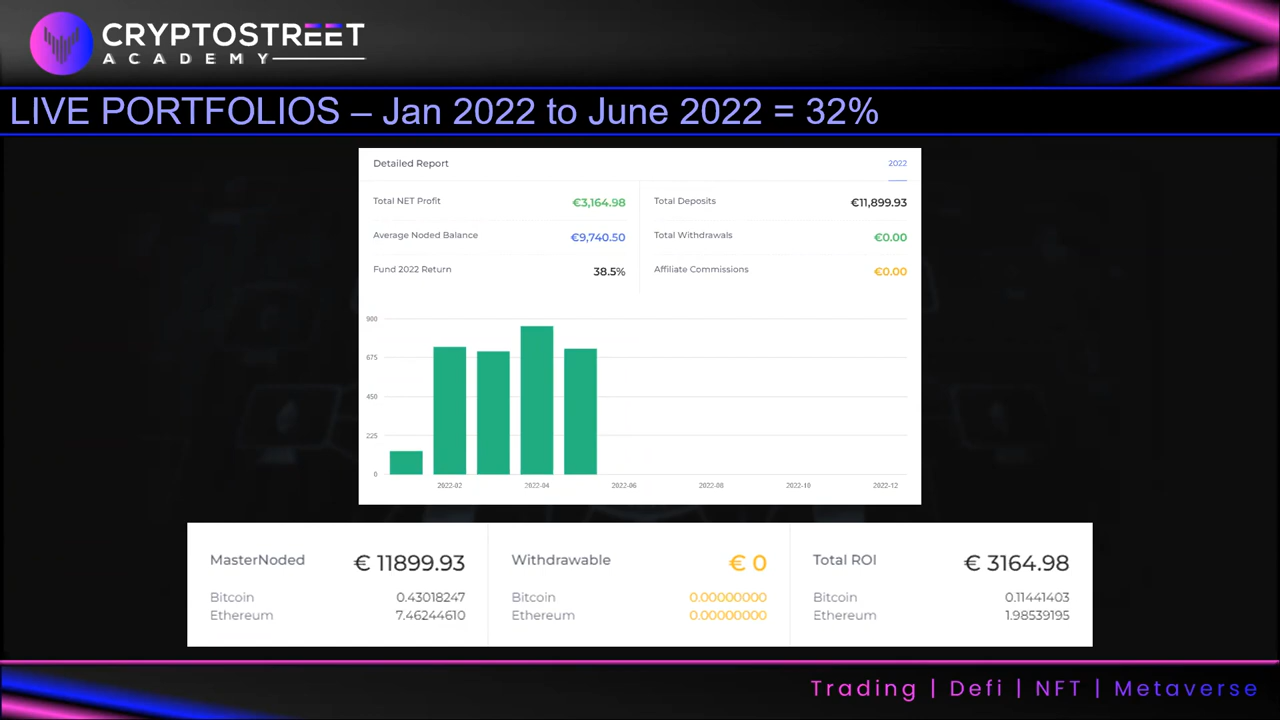 CRYPTOSTREET
ACADEMY
LIVE PORTFOLIOS – Jan 2022 to June 2022 = 32%
Detailed Report 2022
Total NET Profit €3,164.98 Total Deposits €11,899.93
Average Noded Balance €9,740.50 Total Withdrawals €0.00
Fund 2022 Return 38.5% Affiliate Commissions €0.00
900
675
450
225
0
2022-02 2022-04 2022-06 2022-08 2022-10 2022-12
MasterNoded € 11899.93 Withdrawable € 0 Total ROI € 3164.98
Bitcoin 0.43018247 Bitcoin 0.00000000 Bitcoin 0.11441403
Ethereum 7.46244610 Ethereum 0.00000000 Ethereum 1.98539195
Trading | Defi | NFT | Metaverse